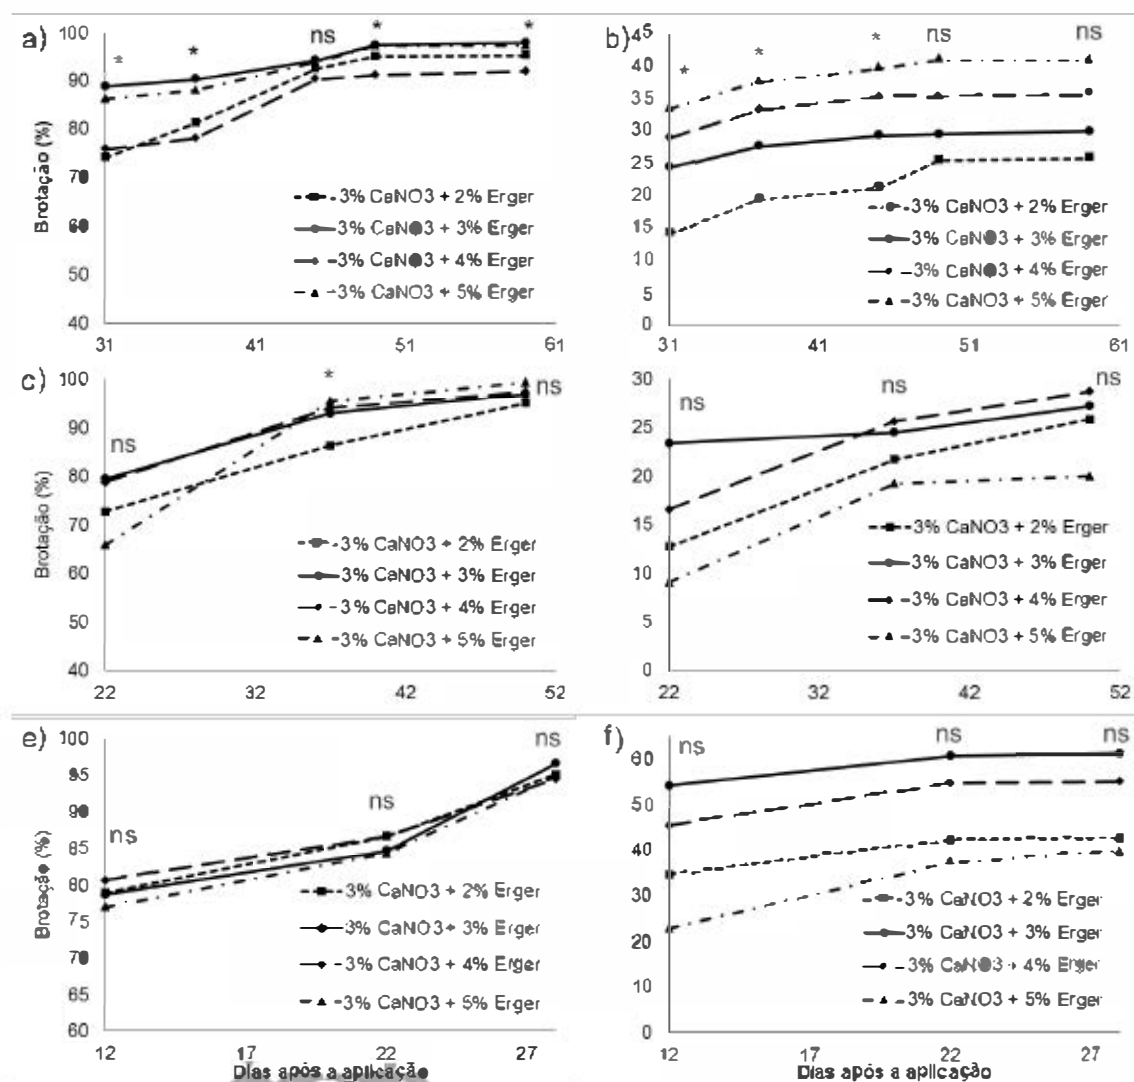 a)
Brotação (%)
100
90
80
70
60
50
40
31
41
51
61
*
*
ns
*
*
3% CaNO3 + 2% Erger
3% CaNO3 + 3% Erger
3% CaNO3 + 4% Erger
3% CaNO3 + 5% Erger
b)
45
40
35
30
25
20
15
10
5
0
31
41
51
61
*
*
*
ns
ns
3% CaNO3 + 2% Erger
3% CaNO3 + 3% Erger
3% CaNO3 + 4% Erger
3% CaNO3 + 5% Erger
c)
Brotação (%)
100
90
80
70
60
50
40
22
32
42
52
ns
*
ns
3% CaNO3 + 2% Erger
3% CaNO3 + 3% Erger
3% CaNO3 + 4% Erger
3% CaNO3 + 5% Erger
30
25
20
15
10
5
0
22
32
42
52
ns
ns
ns
3% CaNO3 + 2% Erger
3% CaNO3 + 3% Erger
3% CaNO3 + 4% Erger
3% CaNO3 + 5% Erger
e)
Brotação (%)
100
95
90
85
80
75
70
65
60
12
17
22
27
ns
ns
ns
3% CaNO3 + 2% Erger
3% CaNO3 + 3% Erger
3% CaNO3 + 4% Erger
3% CaNO3 + 5% Erger
Dias após a aplicação
f)
60
50
40
30
20
0
12
17
22
27
ns
ns
ns
3% CaNO3 + 2% Erger
3% CaNO3 + 3% Erger
3% CaNO3 + 4% Erger
3% CaNO3 + 5% Erger
Dias após a aplicação